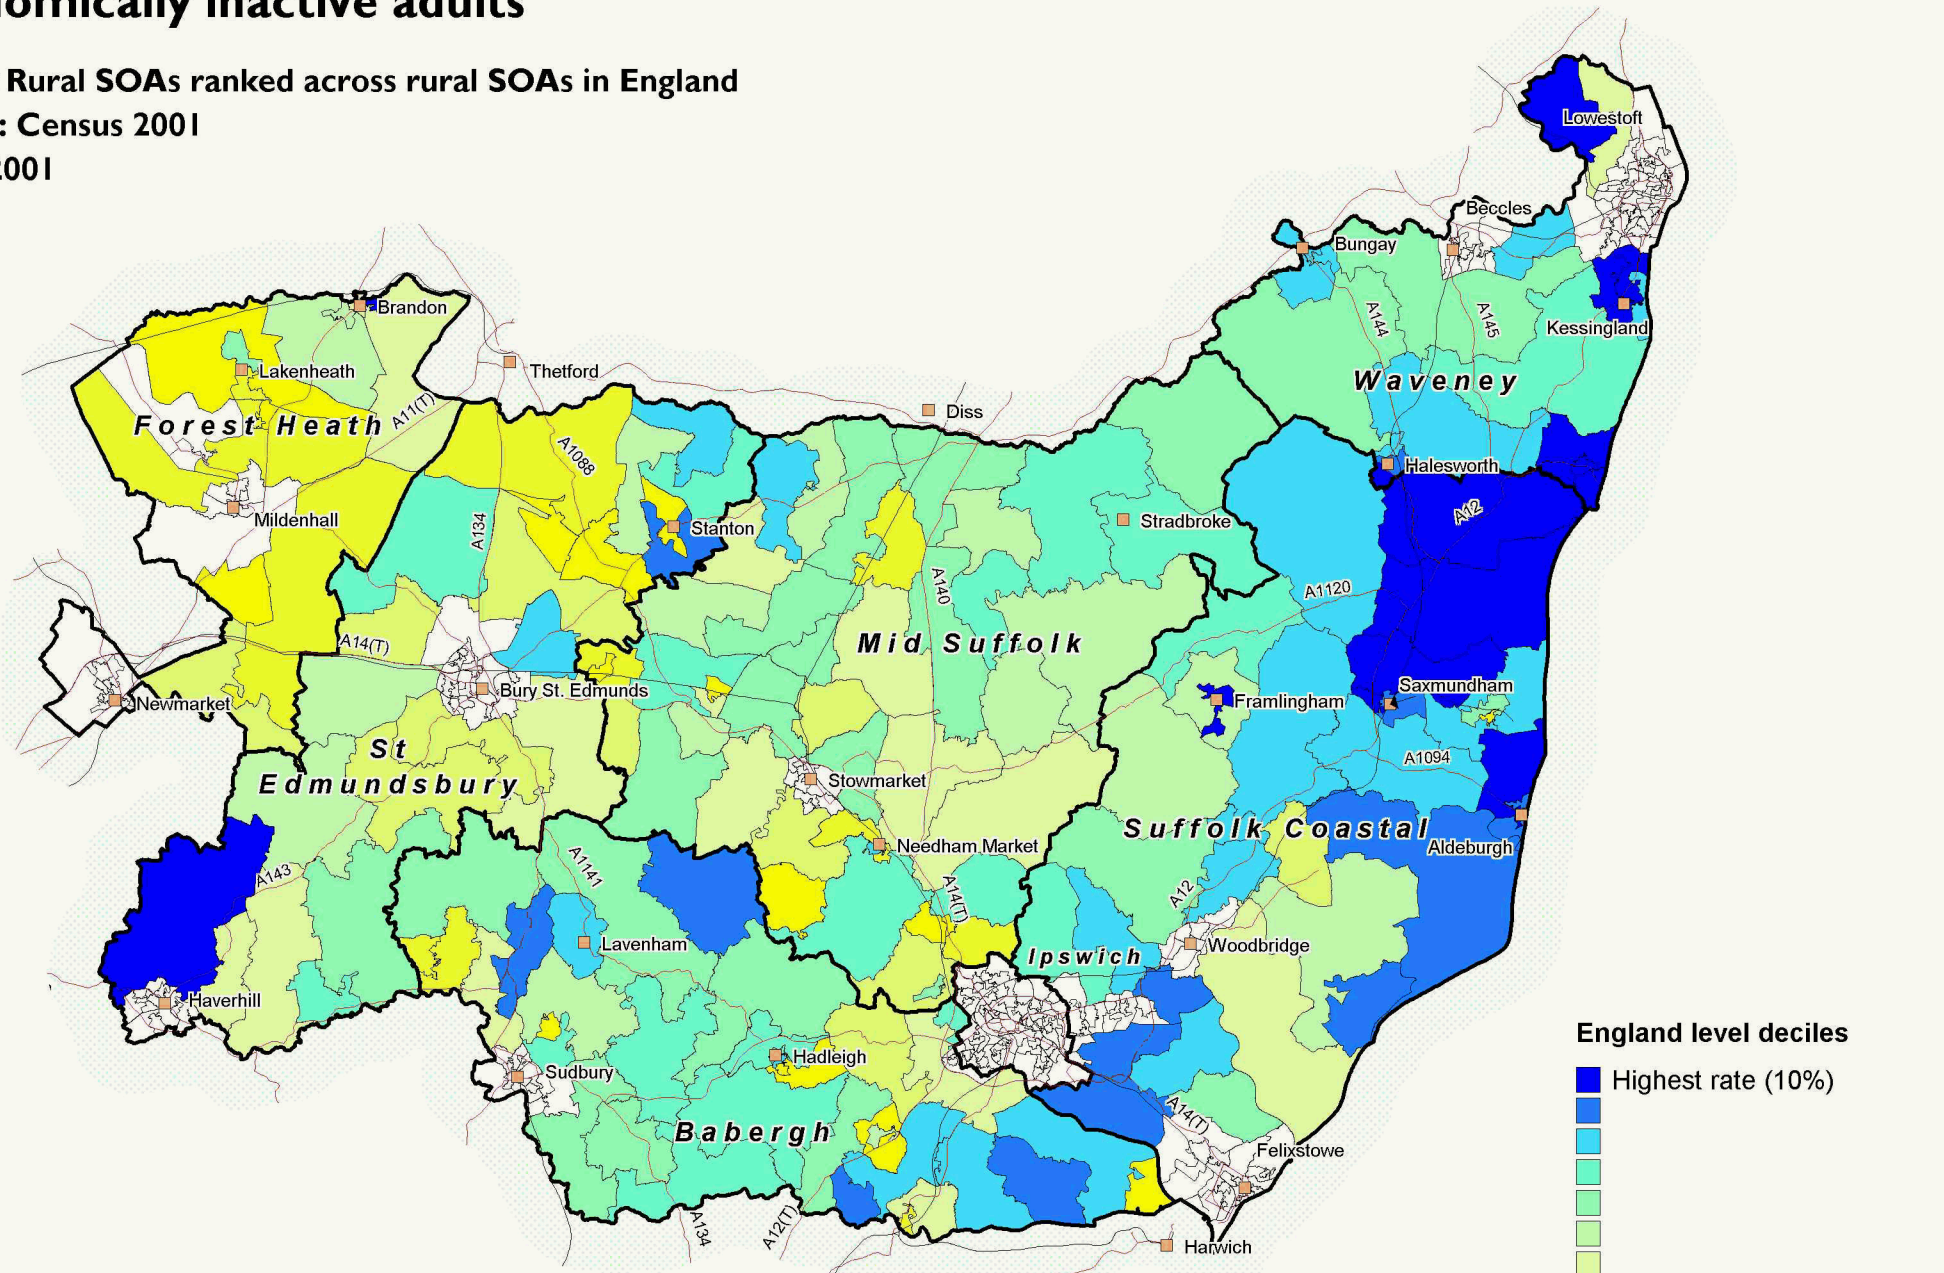 omically inactive adults
Rural SOAs ranked across rural SOAs in England
: Census 2001
2001
Lowestoft
Beccles
Bungay
Brandon
A144
A145
Kessingland
Lakenheath
Thetford
Waveney
A11(T)
Diss
Forest Heath
A1088
Halesworth
Mildenhall
A134
Stanton
Stradbroke
A12
A140
A1120
A14(T)
Mid Suffolk
Bury St. Edmunds
Saxmundham
Newmarket
Framlingham
St
Edmundsbury
A1094
Stowmarket
Suffolk Coastal
Needham Market
Aldeburgh
A143
A1141
A14(T)
A12
Lavenham
Woodbridge
Ipswich
Haverhill
England level deciles
Hadleigh
Sudbury
Highest rate (10%)
A14(T)
Babergh
Felixstowe
A134
A12(T)
Harwich